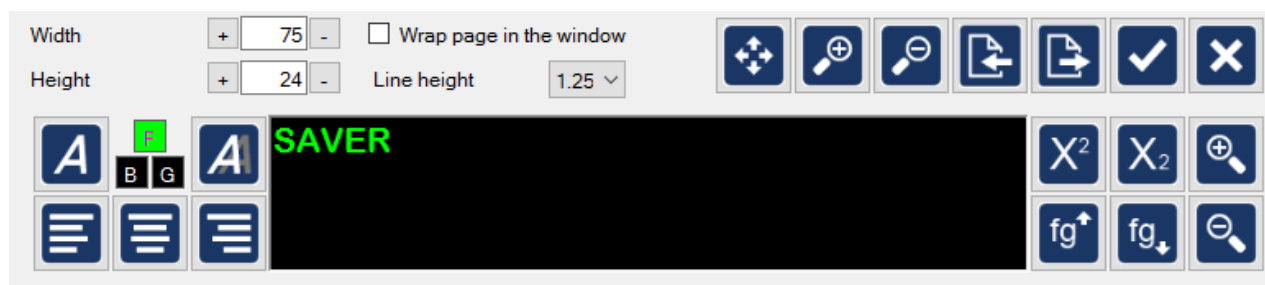 Width + 75 - Wrap page in the window
Height + 24 - Line height 1.25
A F B G A SAVER X² X₂
fg fg